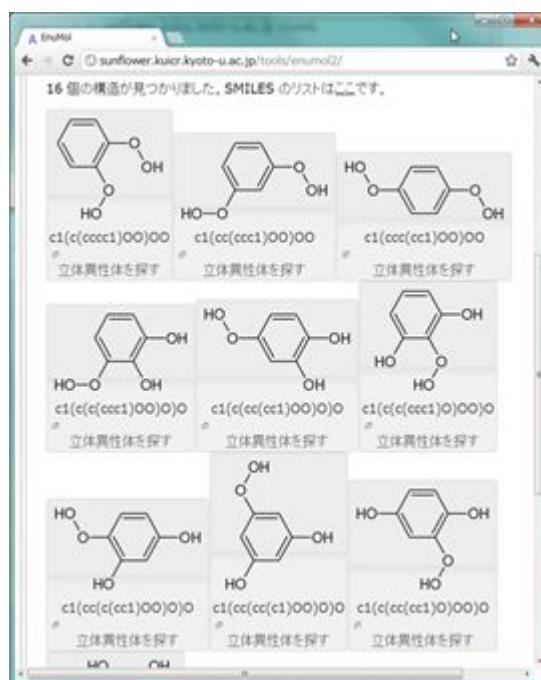 EnuMol
sunflower.kuicr.kyoto-u.ac.jp/tools/enumol2/
16 個の構造が見つかりました。SMILES のリストはここです。
O
OH
O
HO
c1(c(cccc1)OO)OO
立体異性体を探す
O
OH
HO-O
c1(cc(ccc1)OO)OO
立体異性体を探す
HO
O
O
OH
c1(ccc(cc1)OO)OO
立体異性体を探す
OH
HO-O
OH
c1(c(c(ccc1)OO)O)O
立体異性体を探す
HO
O
OH
OH
c1(c(cc(cc1)OO)O)O
立体異性体を探す
OH
HO
O
HO
c1(c(c(ccc1)O)OO)O
立体異性体を探す
HO
O
OH
HO
c1(cc(c(cc1)OO)O)O
立体異性体を探す
OH
O
OH
HO
c1(cc(cc(c1)OO)O)O
立体異性体を探す
HO
OH
O
HO
c1(c(cc(cc1)O)OO)O
立体異性体を探す
HO OH